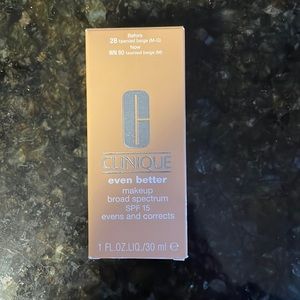 Before
28 toasted beige (M-G)
Now
WN 90 toasted beige (M)
C
CLINIQUE
even better
makeup
broad spectrum
SPF 15
evens and corrects
1 FL.OZ.LIQ./30 ml e